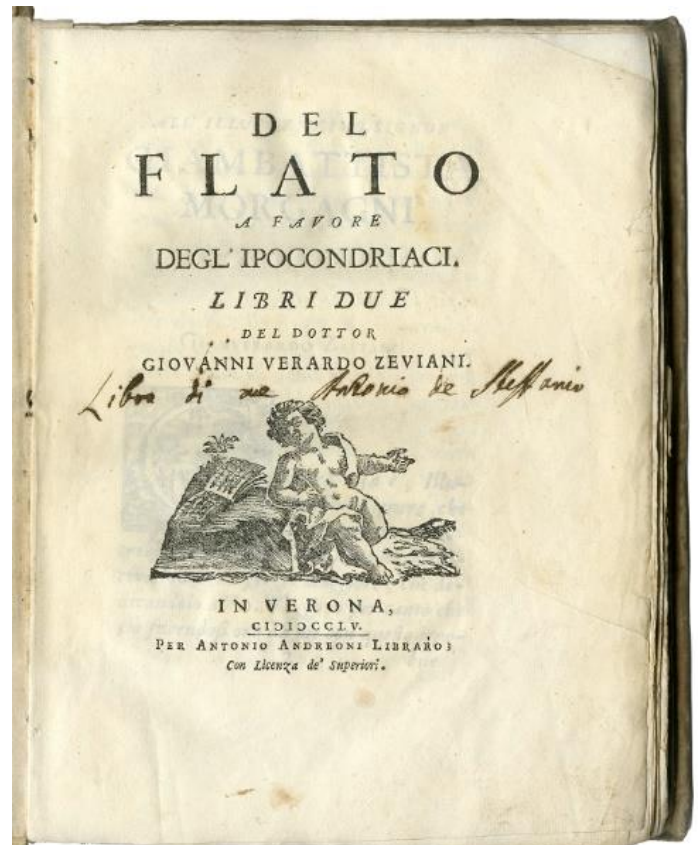 DEL
FLATO
A FAVORE
DEGL' IPOCONDRIACI.
LIBRI DUE
DEL DOTTOR
GIOVANNI VERARDO ZEVIANI.
Libro di me Antonio de Steffanis
IN VERONA,
CIƆIƆCCLV.
PER ANTONIO ANDREONI LIBRARO
Con Licenza de' Superiori.